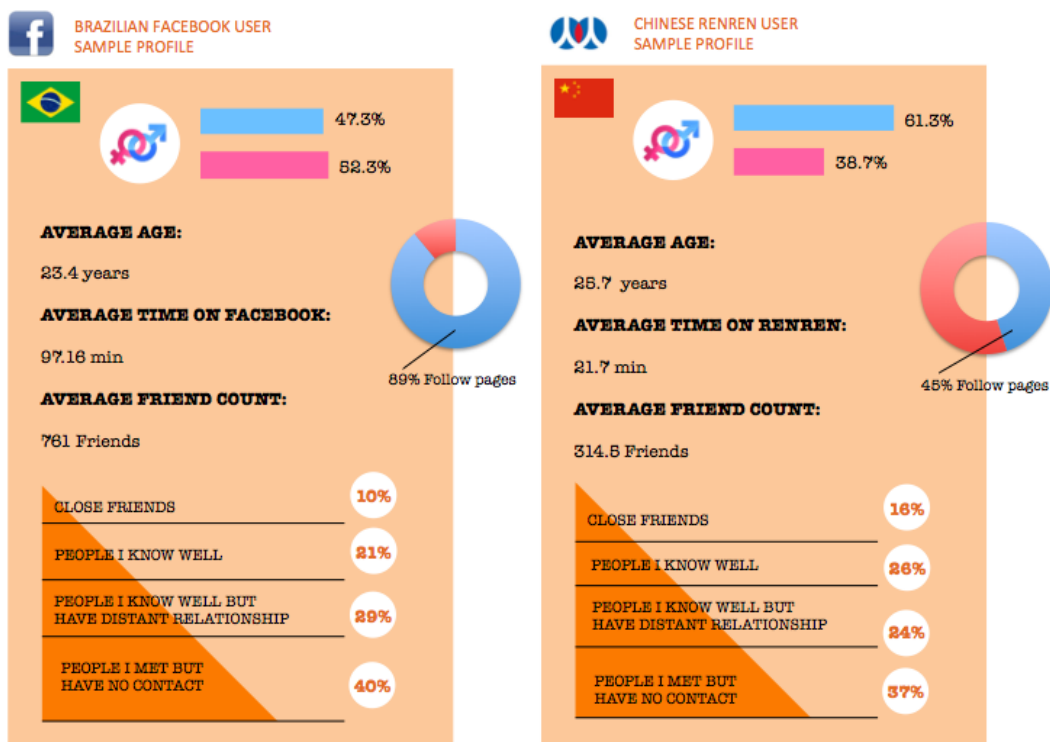 BRAZILIAN FACEBOOK USER
SAMPLE PROFILE
47.3%
52.3%
AVERAGE AGE:
23.4 years
AVERAGE TIME ON FACEBOOK:
97.16 min
89% Follow pages
AVERAGE FRIEND COUNT:
761 Friends
CLOSE FRIENDS
10%
PEOPLE I KNOW WELL
21%
PEOPLE I KNOW WELL BUT
HAVE DISTANT RELATIONSHIP
29%
PEOPLE I MET BUT
HAVE NO CONTACT
40%
CHINESE RENREN USER
SAMPLE PROFILE
61.3%
38.7%
AVERAGE AGE:
25.7 years
AVERAGE TIME ON RENREN:
21.7 min
45% Follow pages
AVERAGE FRIEND COUNT:
314.5 Friends
CLOSE FRIENDS
16%
PEOPLE I KNOW WELL
26%
PEOPLE I KNOW WELL BUT
HAVE DISTANT RELATIONSHIP
24%
PEOPLE I MET BUT
HAVE NO CONTACT
37%